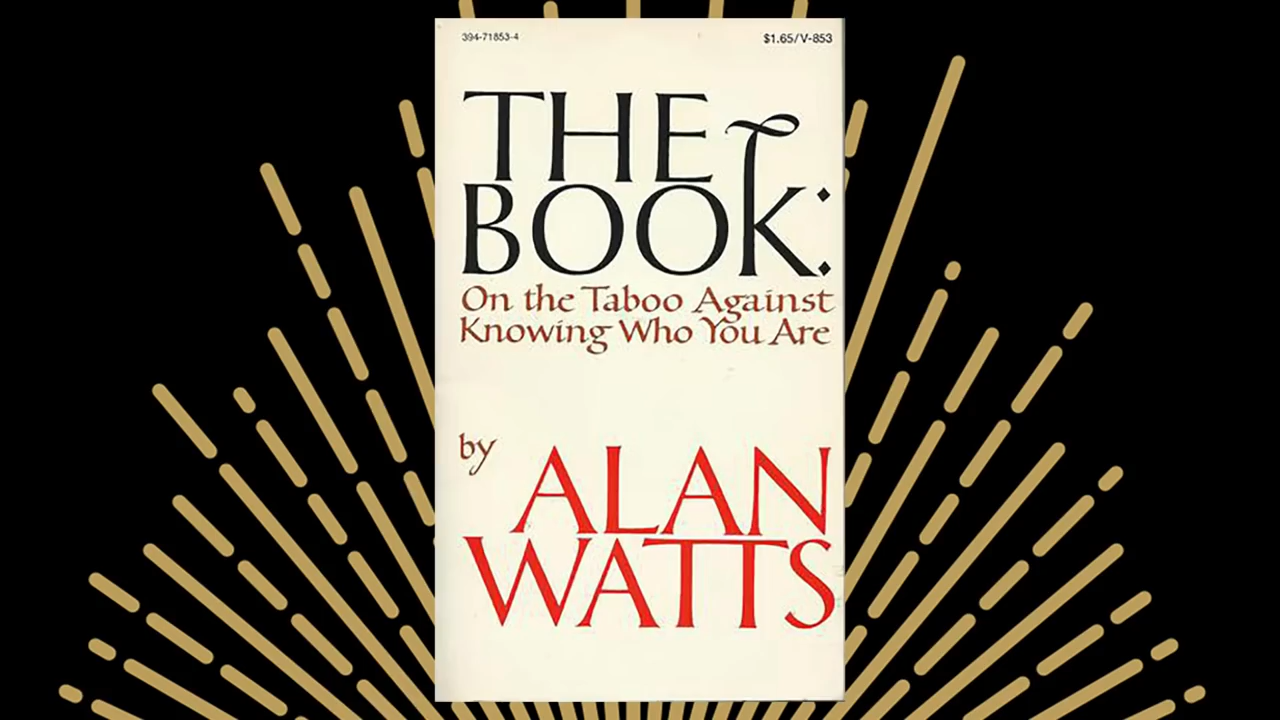 394-71853-4
$1.65/V-853
THE
BOOK:
On the Taboo Against
Knowing Who You Are
by
ALAN
WATTS